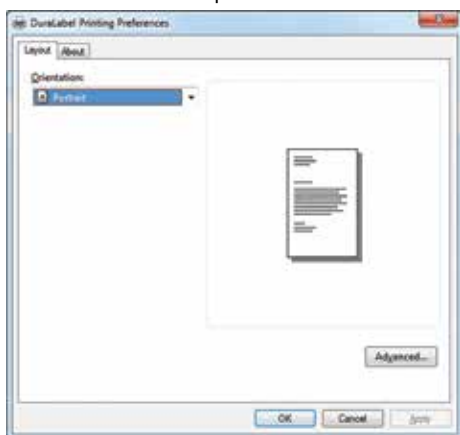 DuraLabel Printing Preferences
Layout About
Orientation:
Portrait
Advanced...
OK Cancel Apply